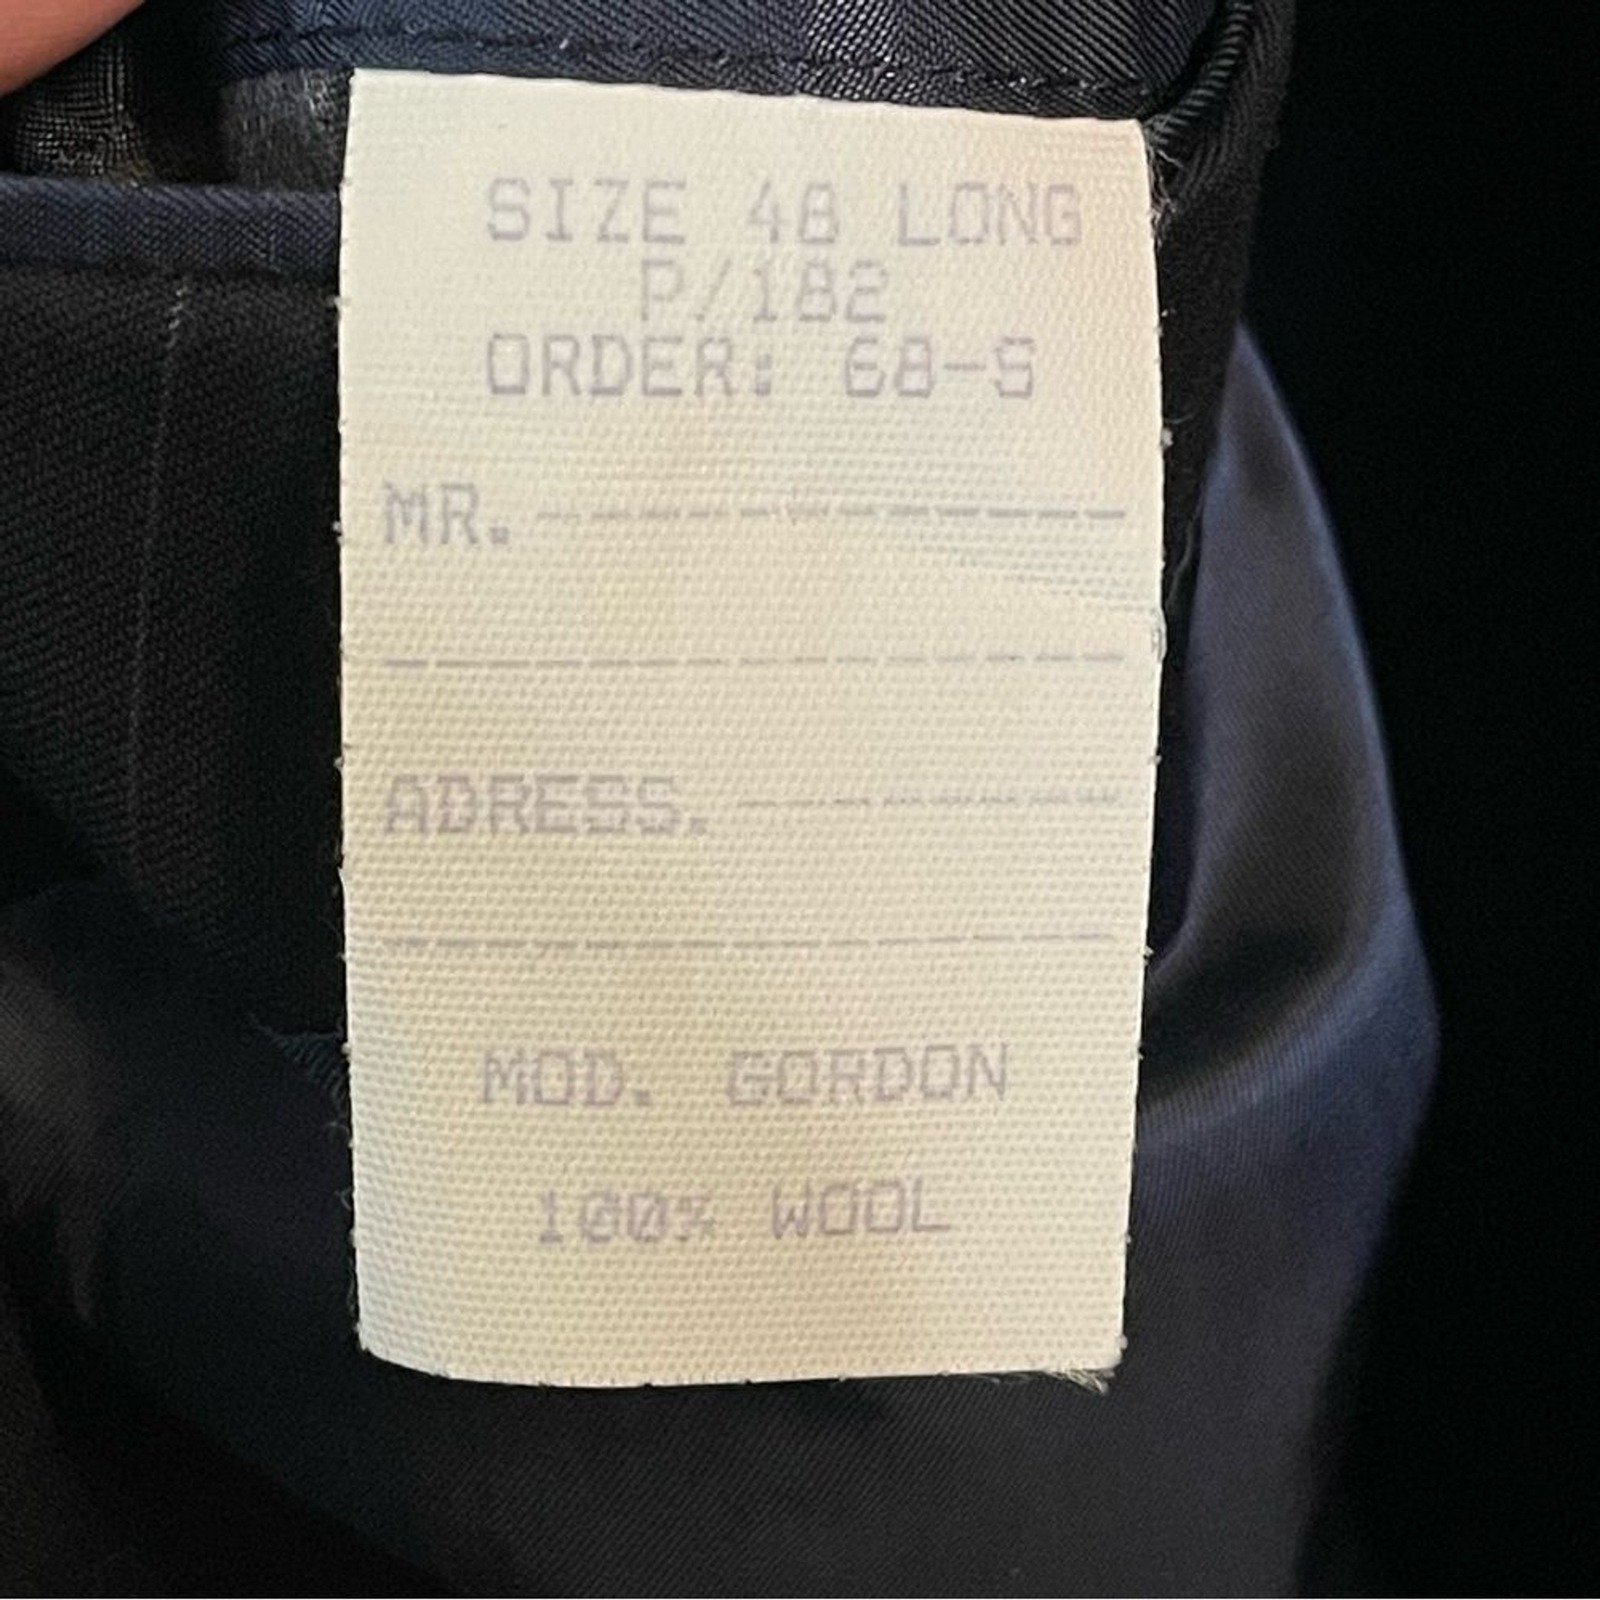 SIZE 48 LONG
P/182
ORDER: 68-S
MR.
ADRESS.
MOD. GORDON
100% WOOL